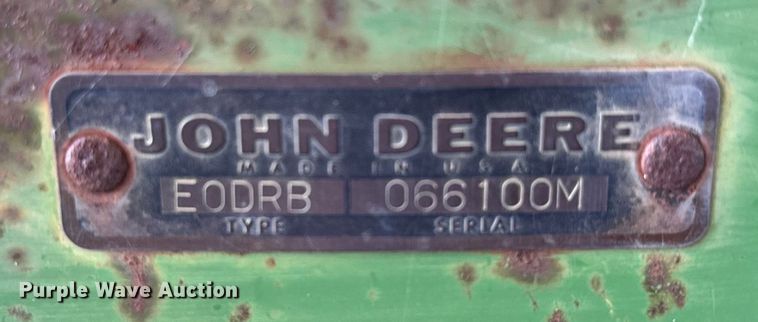 JOHN DEERE
MADE IN U.S.A.
E0DRB 066100M
TYPE SERIAL
Purple Wave Auction